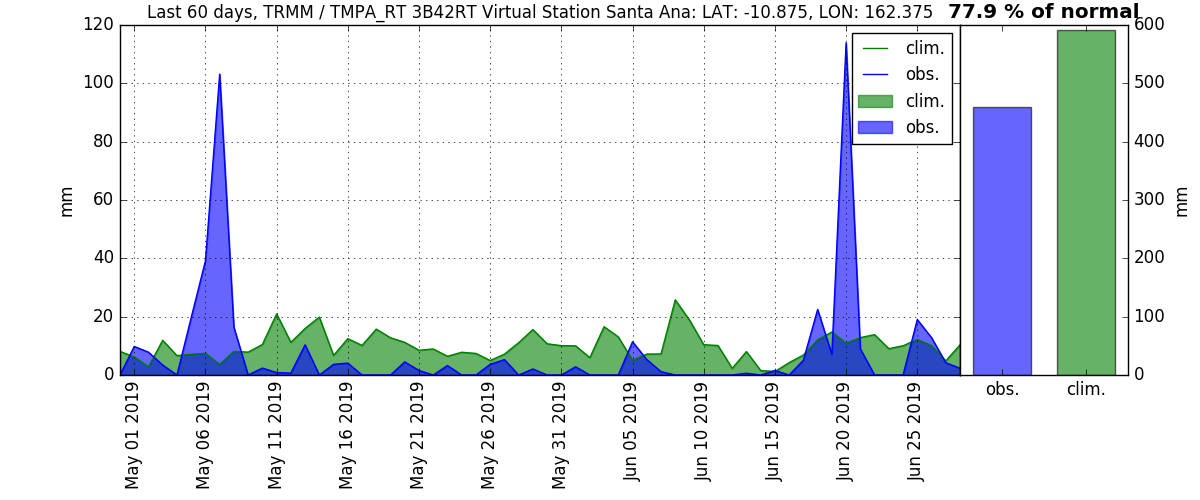 Last 60 days, TRMM / TMPA_RT 3B42RT Virtual Station Santa Ana: LAT: -10.875, LON: 162.375
77.9 % of normal
120
100
80
60
40
20
0
mm
clim.
obs.
clim.
obs.
600
500
400
300
200
100
0
mm
May 01 2019
May 06 2019
May 11 2019
May 16 2019
May 21 2019
May 26 2019
May 31 2019
Jun 05 2019
Jun 10 2019
Jun 15 2019
Jun 20 2019
Jun 25 2019
obs.
clim.